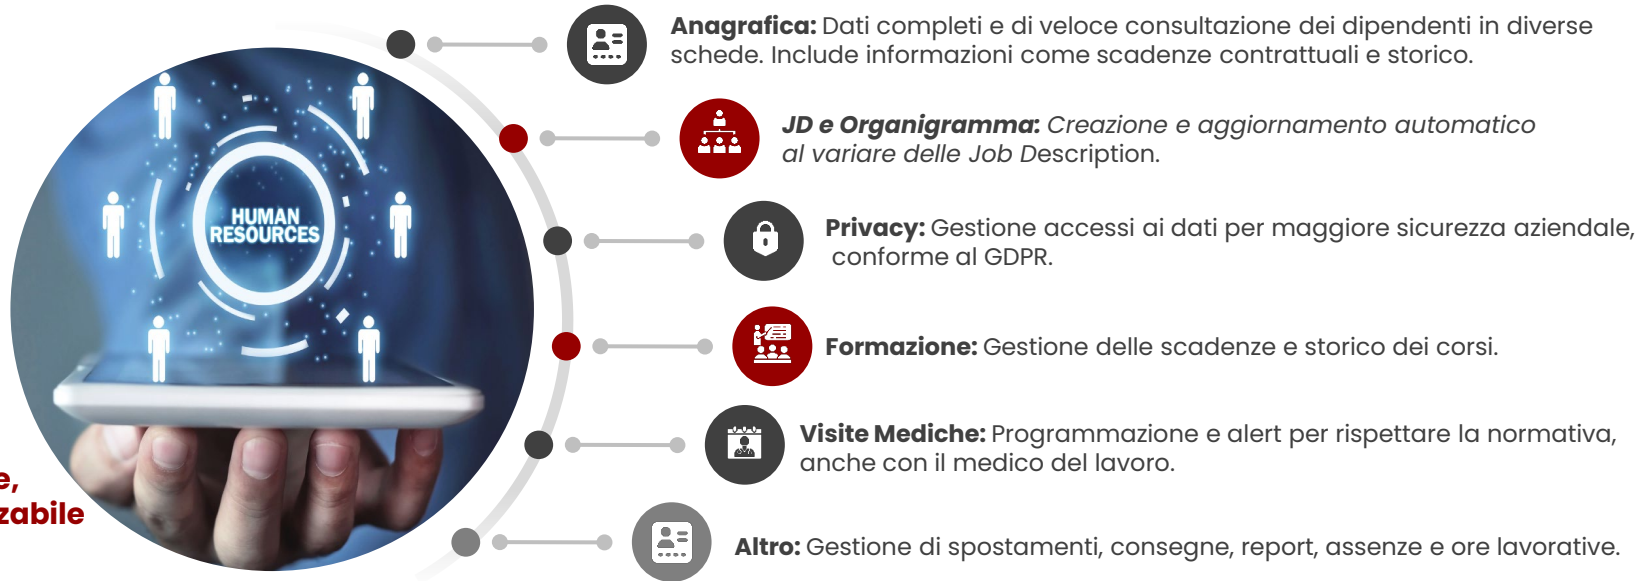 Anagrafica: Dati completi e di veloce consultazione dei dipendenti in diverse
schede. Include informazioni come scadenze contrattuali e storico.
JD e Organigramma: Creazione e aggiornamento automatico
al variare delle Job Description.
HUMAN
RESOURCES
Privacy: Gestione accessi ai dati per maggiore sicurezza aziendale,
conforme al GDPR.
Formazione: Gestione delle scadenze e storico dei corsi.
Visite Mediche: Programmazione e alert per rispettare la normativa,
anche con il medico del lavoro.
e,
zabile
Altro: Gestione di spostamenti, consegne, report, assenze e ore lavorative.